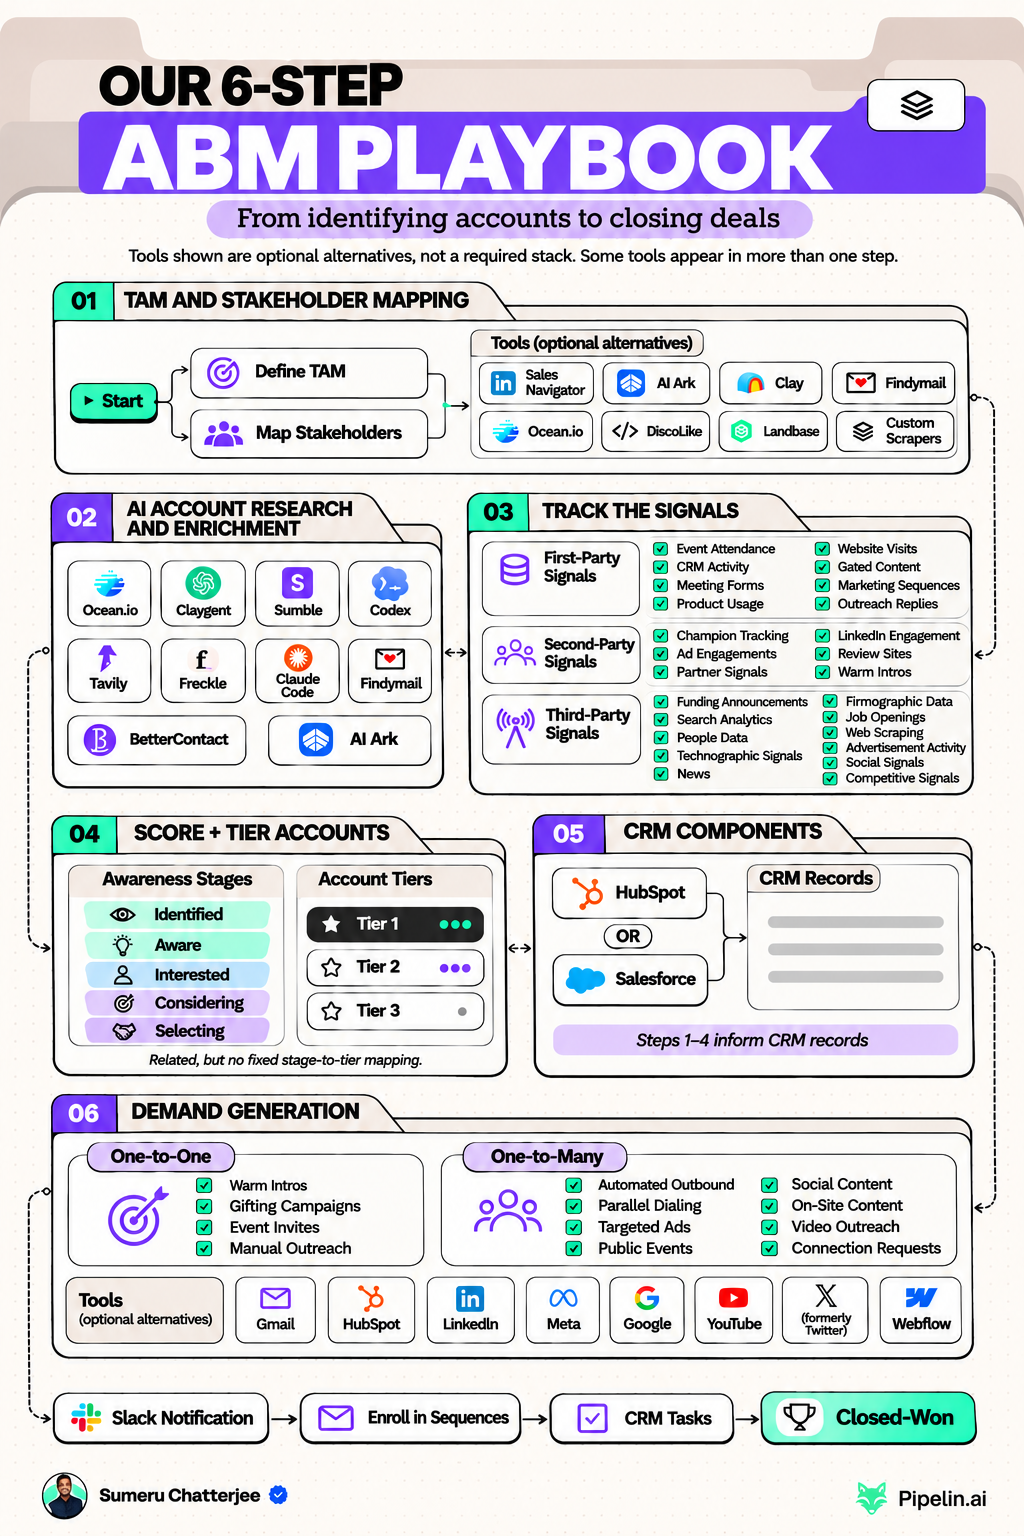 OUR 6-STEP
ABM PLAYBOOK
From identifying accounts to closing deals
Tools shown are optional alternatives, not a required stack. Some tools appear in more than one step.
01
TAM AND STAKEHOLDER MAPPING
Start
Define TAM
Map Stakeholders
Tools (optional alternatives)
in
Sales
Navigator
AI Ark
Clay
Findymail
Ocean.io
</>
DiscoLike
Landbase
Custom
Scrapers
02
AI ACCOUNT RESEARCH
AND ENRICHMENT
Ocean.io
Claygent
S
Sumble
Codex
Tavily
f
Freckle
Claude
Code
Findymail
B
BetterContact
AI Ark
03
TRACK THE SIGNALS
First-Party
Signals
Event Attendance
CRM Activity
Meeting Forms
Product Usage
Website Visits
Gated Content
Marketing Sequences
Outreach Replies
Second-Party
Signals
Champion Tracking
Ad Engagements
Partner Signals
LinkedIn Engagement
Review Sites
Warm Intros
Third-Party
Signals
Funding Announcements
Search Analytics
People Data
Technographic Signals
News
Firmographic Data
Job Openings
Web Scraping
Advertisement Activity
Social Signals
Competitive Signals
04
SCORE + TIER ACCOUNTS
Awareness Stages
Identified
Aware
Interested
Considering
Selecting
Account Tiers
Tier 1
Tier 2
Tier 3
Related, but no fixed stage-to-tier mapping.
05
CRM COMPONENTS
HubSpot
OR
Salesforce
CRM Records
Steps 1–4 inform CRM records
06
DEMAND GENERATION
One-to-One
Warm Intros
Gifting Campaigns
Event Invites
Manual Outreach
One-to-Many
Automated Outbound
Parallel Dialing
Targeted Ads
Public Events
Social Content
On-Site Content
Video Outreach
Connection Requests
Tools
(optional alternatives)
Gmail
HubSpot
in
LinkedIn
Meta
Google
YouTube
X
(formerly
Twitter)
Webflow
Slack Notification
Enroll in Sequences
CRM Tasks
Closed-Won
Sumeru Chatterjee
Pipelin.ai